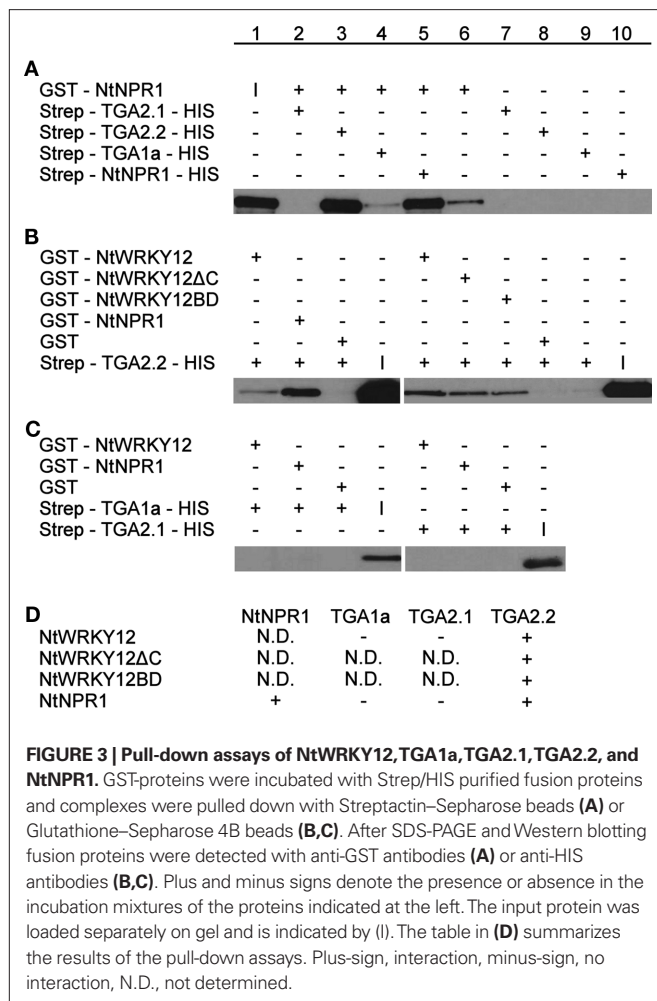 1 2 3 4 5 6 7 8 9 10
A
GST - NtNPR1 I + + + + + - - - -
Strep - TGA2.1 - HIS - + - - - - + - - -
Strep - TGA2.2 - HIS - - + - - - - + - -
Strep - TGA1a - HIS - - - + - - - - + -
Strep - NtNPR1 - HIS - - - - + - - - - +
B
GST - NtWRKY12 + - - - + - - - - -
GST - NtWRKY12ΔC - - - - - + - - - -
GST - NtWRKY12BD - - - - - - + - - -
GST - NtNPR1 - + - - - - - - - -
GST - - + - - - - + - -
Strep - TGA2.2 - HIS + + + I + + + + + I
C
GST - NtWRKY12 + - - - + - - -
GST - NtNPR1 - + - - - + - -
GST - - + - - - + -
Strep - TGA1a - HIS + + + I - - - -
Strep - TGA2.1 - HIS - - - - + + + I
D NtNPR1 TGA1a TGA2.1 TGA2.2
NtWRKY12 N.D. - - +
NtWRKY12ΔC N.D. N.D. N.D. +
NtWRKY12BD N.D. N.D. N.D. +
NtNPR1 + - - +
FIGURE 3 | Pull-down assays of NtWRKY12, TGA1a, TGA2.1, TGA2.2, and
NtNPR1. GST-proteins were incubated with Strep/HIS purified fusion proteins
and complexes were pulled down with Streptactin–Sepharose beads (A) or
Glutathione–Sepharose 4B beads (B,C). After SDS-PAGE and Western blotting
fusion proteins were detected with anti-GST antibodies (A) or anti-HIS
antibodies (B,C). Plus and minus signs denote the presence or absence in the
incubation mixtures of the proteins indicated at the left. The input protein was
loaded separately on gel and is indicated by (I). The table in (D) summarizes
the results of the pull-down assays. Plus-sign, interaction, minus-sign, no
interaction, N.D., not determined.